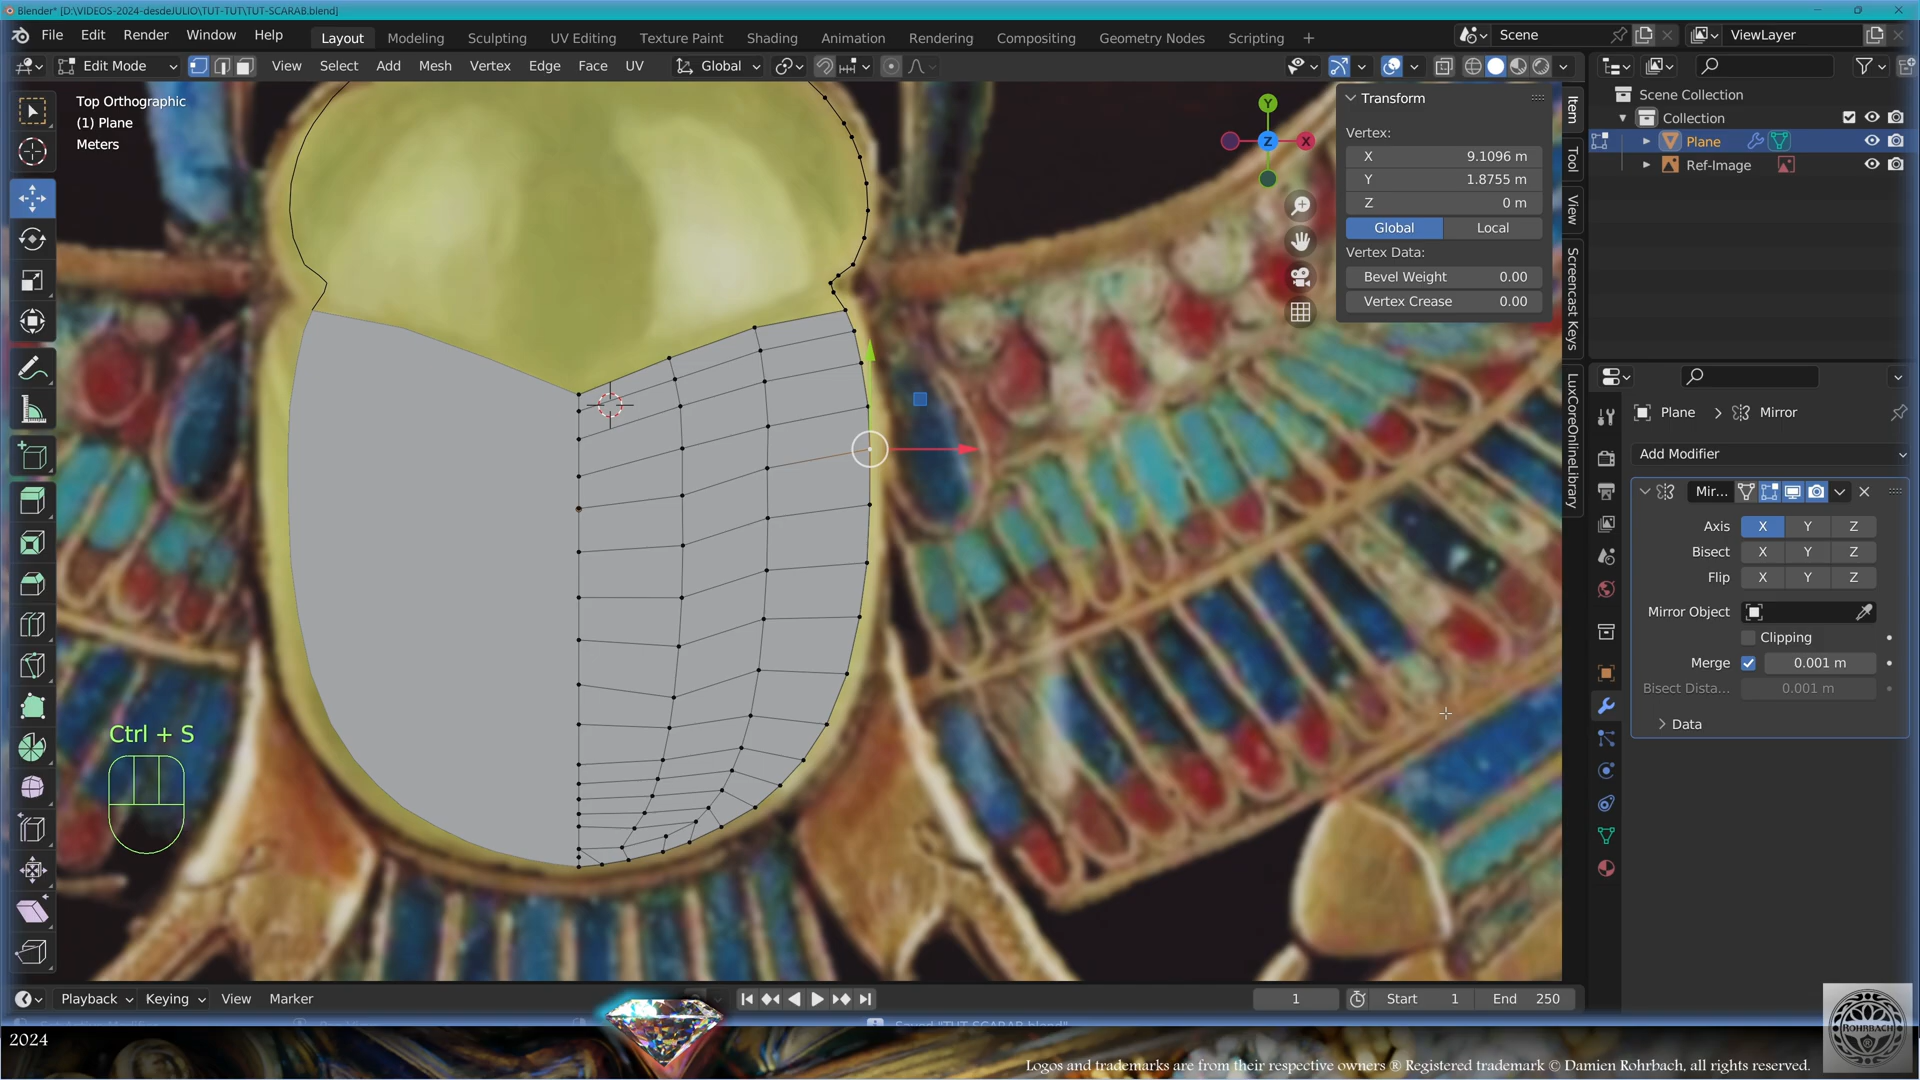 Blender* [D:\VIDEOS-2024-desdeJULIO\TUT-TUT\TUT-SCARAB.blend]
File Edit Render Window Help
Layout Modeling Sculpting UV Editing Texture Paint Shading Animation Rendering Compositing Geometry Nodes Scripting +
Scene
ViewLayer
Edit Mode View Select Add Mesh Vertex Edge Face UV Global
Top Orthographic
(1) Plane
Meters
Y
Z
X
Transform
Vertex:
X 9.1096 m
Y 1.8755 m
Z 0 m
Global Local
Vertex Data:
Bevel Weight 0.00
Vertex Crease 0.00
Item
Tool
View
Screencast Keys
LuxCoreOnlineLibrary
Scene Collection
Collection
Plane
Ref-Image
Plane > Mirror
Add Modifier
Mir...
Axis X Y Z
Bisect X Y Z
Flip X Y Z
Mirror Object
Clipping
Merge 0.001 m
Bisect Dista... 0.001 m
Data
Ctrl + S
Playback Keying View Marker
1 Start 1 End 250
Saved "TUT-SCARAB.blend"
2024
ROHRBACH
Logos and trademarks are from their respective owners ® Registered trademark © Damien Rohrbach, all rights reserved.